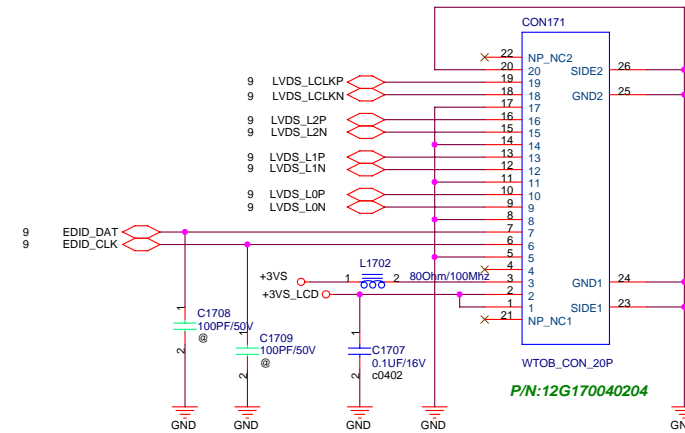 CON171
22 NP_NC2
20 20 SIDE2 26
9 LVDS_LCLKP 19 19
9 LVDS_LCLKN 18 18 GND2 25
17 17
9 LVDS_L2P 16 16
9 LVDS_L2N 15 15
14 14
9 LVDS_L1P 13 13
9 LVDS_L1N 12 12
11 11
9 LVDS_L0P 10 10
9 LVDS_L0N 9 9
8 8
9 EDID_DAT 7 7
9 EDID_CLK 6 6
5 5
L1702
4 4
+3VS 1 2 80Ohm/100Mhz 3 3 GND1 24
+3VS_LCD 2 2
1 1 SIDE1 23
21 NP_NC1
1 C1708
100PF/50V
2 @
1 C1709
100PF/50V
2 @
1 C1707
0.1UF/16V
2 c0402
WTOB_CON_20P
P/N:12G170040204
GND GND GND GND